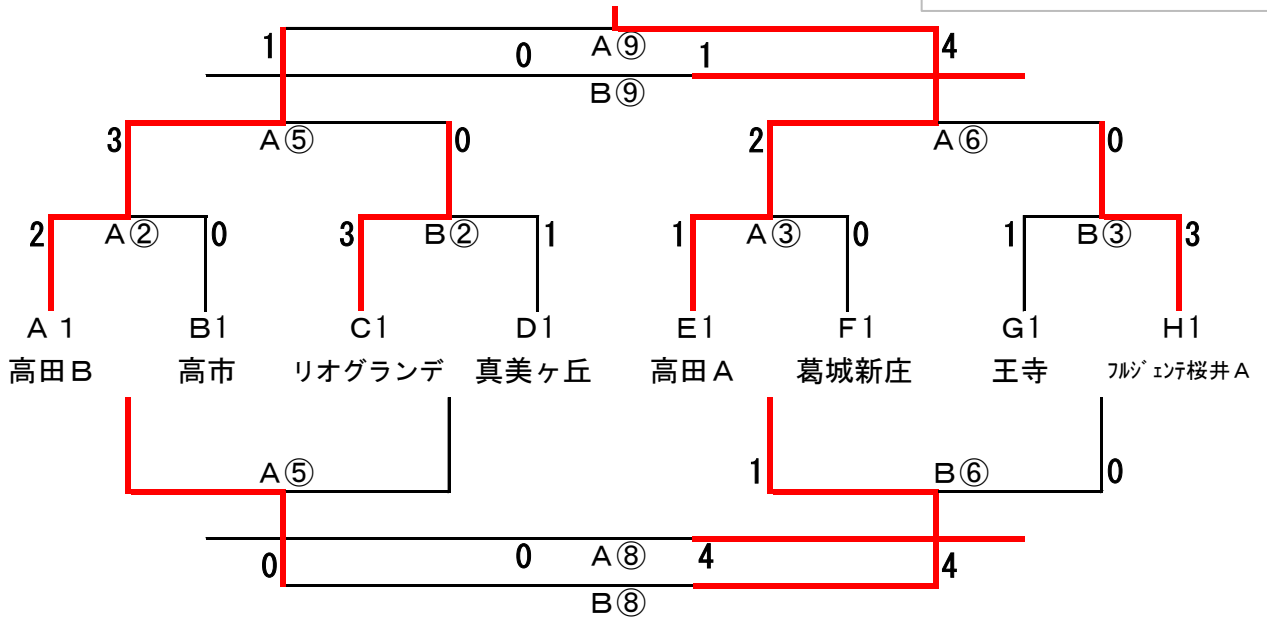 1 A⑨ 4
0 1
B⑨
3 A⑤ 0 2 A⑥ 0
2 A② 0 3 B② 1 1 A③ 0 1 B③ 3
A１ B1 C1 D1 E1 F1 G1 H1
高田Ｂ 高市 リオグランデ 真美ヶ丘 高田Ａ 葛城新庄 王寺 ﾌﾙｼﾞｪﾝﾃ桜井Ａ
A⑤ 1 B⑥ 0
0 0 A⑧ 4 4
B⑧